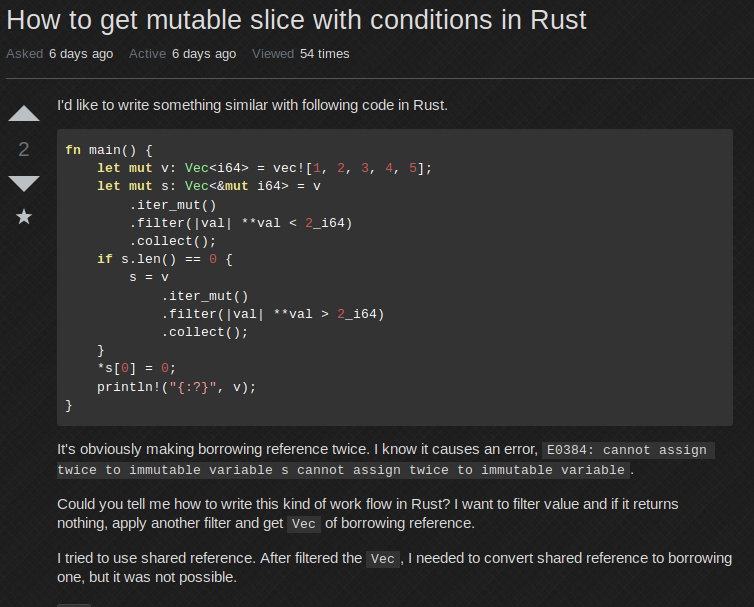 How to get mutable slice with conditions in Rust
Asked 6 days ago Active 6 days ago Viewed 54 times
I'd like to write something similar with following code in Rust.
2
fn main() {
    let mut v: Vec<i64> = vec![1, 2, 3, 4, 5];
    let mut s: Vec<&mut i64> = v
        .iter_mut()
        .filter(|val| **val < 2_i64)
        .collect();
    if s.len() == 0 {
        s = v
            .iter_mut()
            .filter(|val| **val > 2_i64)
            .collect();
    }
    *s[0] = 0;
    println!("{:?}", v);
}
It's obviously making borrowing reference twice. I know it causes an error, E0384: cannot assign
twice to immutable variable s cannot assign twice to immutable variable .
Could you tell me how to write this kind of work flow in Rust? I want to filter value and if it returns
nothing, apply another filter and get Vec of borrowing reference.
I tried to use shared reference. After filtered the Vec , I needed to convert shared reference to borrowing
one, but it was not possible.